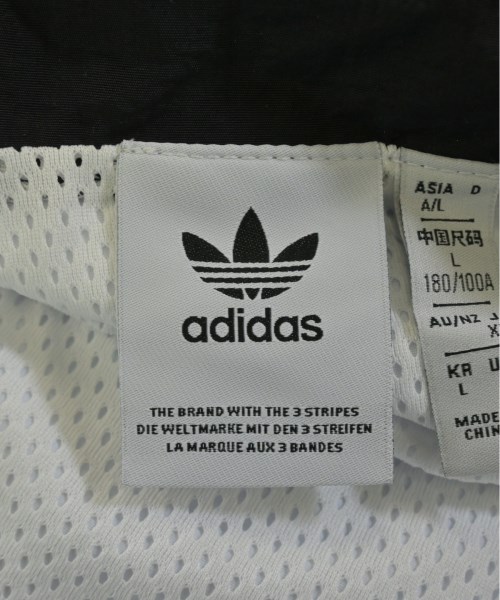 adidas
THE BRAND WITH THE 3 STRIPES
DIE WELTMARKE MIT DEN 3 STREIFEN
LA MARQUE AUX 3 BANDES
ASIA D
A/L
中国尺码
L
180/100A
AU/NZ
KR U
L
MADE
CHIN